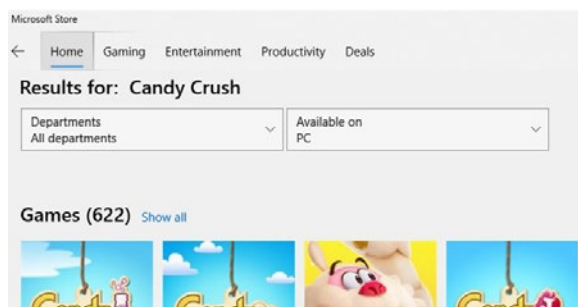 Microsoft Store
Home Gaming Entertainment Productivity Deals
Results for: Candy Crush
Departments
All departments
Available on
PC
Games (622) Show all